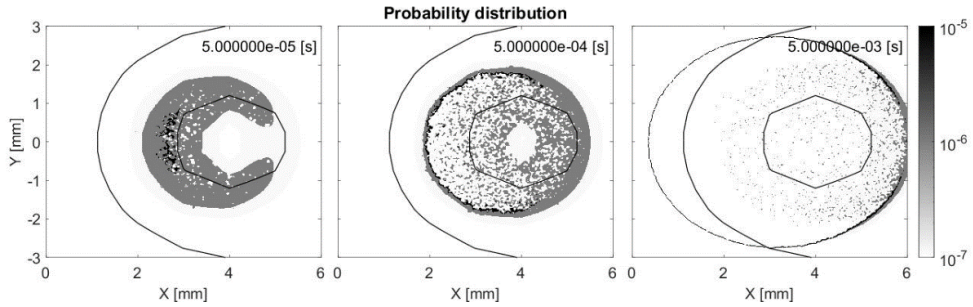 Probability distribution
5.000000e-05 [s]
5.000000e-04 [s]
5.000000e-03 [s]
3
2
1
0
-1
-2
-3
Y [mm]
0 2 4 6
0 2 4 6
0 2 4 6
X [mm]
X [mm]
X [mm]
10^-5
10^-6
10^-7